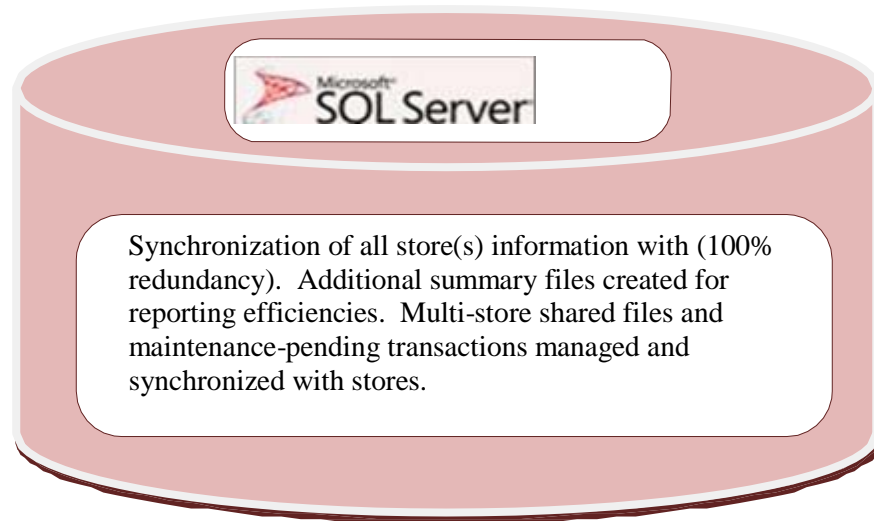 Microsoft
SQL Server
Synchronization of all store(s) information with (100%
redundancy). Additional summary files created for
reporting efficiencies. Multi-store shared files and
maintenance-pending transactions managed and
synchronized with stores.